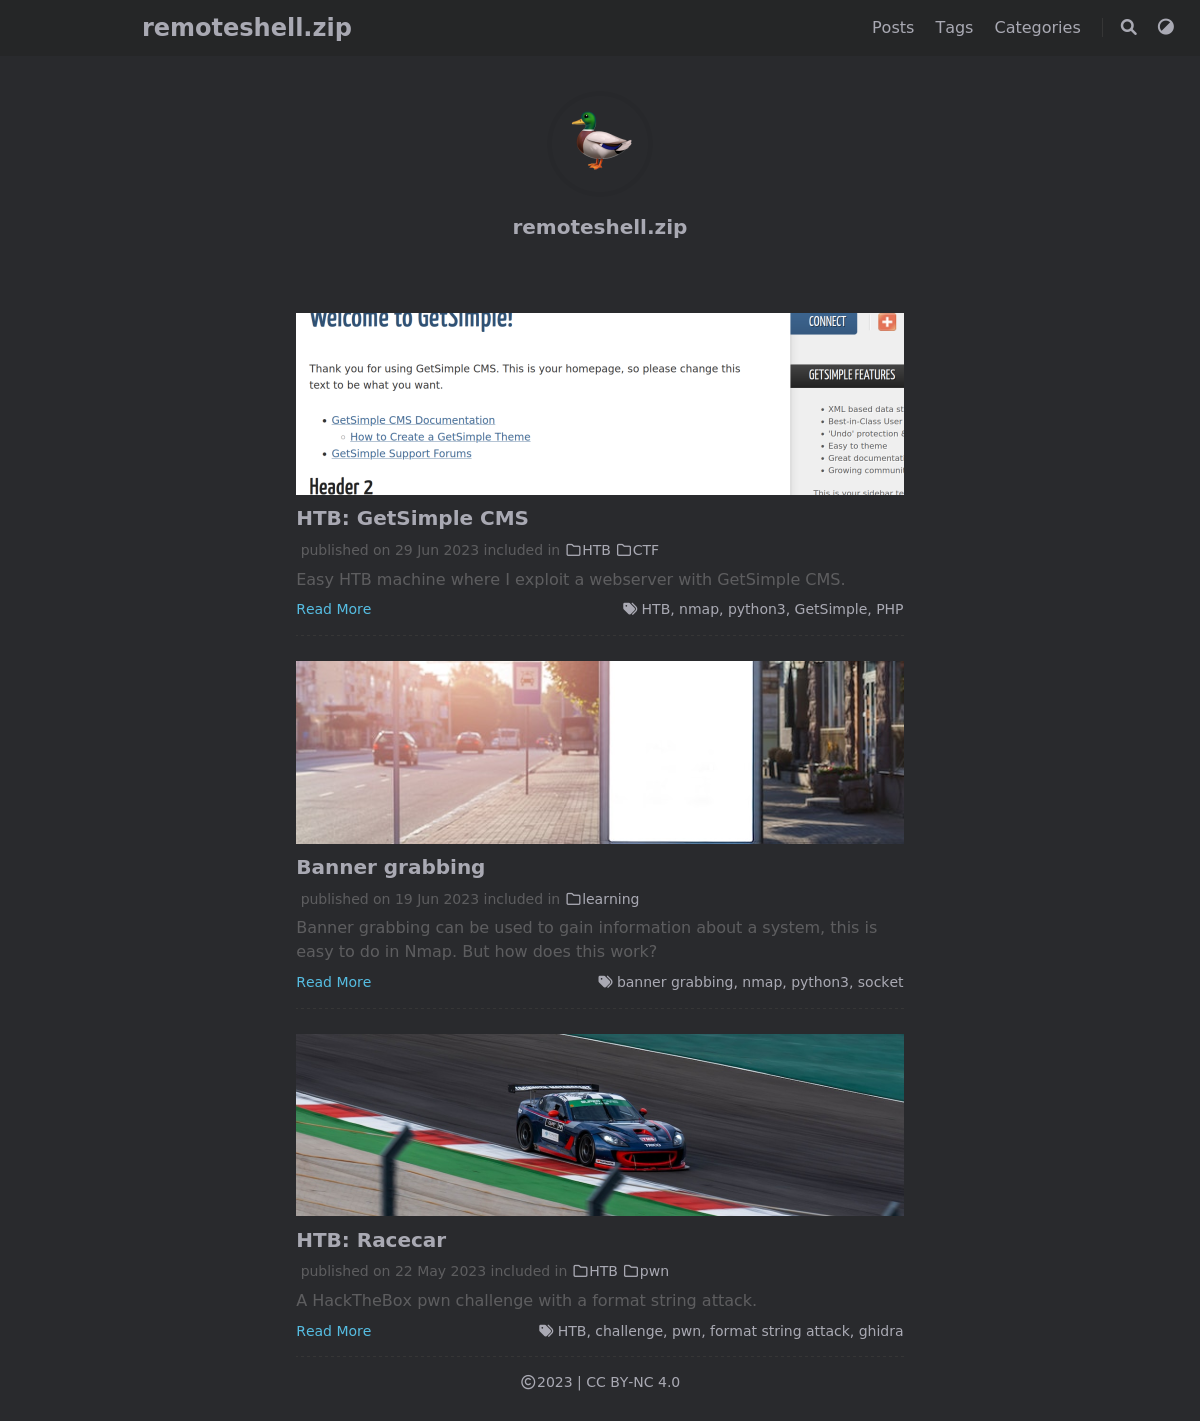 remoteshell.zip
Posts Tags Categories
remoteshell.zip
Welcome to GetSimple!
Thank you for using GetSimple CMS. This is your homepage, so please change this
text to be what you want.
GetSimple CMS Documentation
How to Create a GetSimple Theme
GetSimple Support Forums
Header 2
CONNECT
GETSIMPLE FEATURES
XML based data st
Best-in-Class User
'Undo' protection &
Easy to theme
Great documentat
Growing communit
This is your sidebar te
HTB: GetSimple CMS
published on 29 Jun 2023 included in HTB CTF
Easy HTB machine where I exploit a webserver with GetSimple CMS.
Read More
HTB, nmap, python3, GetSimple, PHP
Banner grabbing
published on 19 Jun 2023 included in learning
Banner grabbing can be used to gain information about a system, this is
easy to do in Nmap. But how does this work?
Read More
banner grabbing, nmap, python3, socket
HTB: Racecar
published on 22 May 2023 included in HTB pwn
A HackTheBox pwn challenge with a format string attack.
Read More
HTB, challenge, pwn, format string attack, ghidra
©2023 | CC BY-NC 4.0